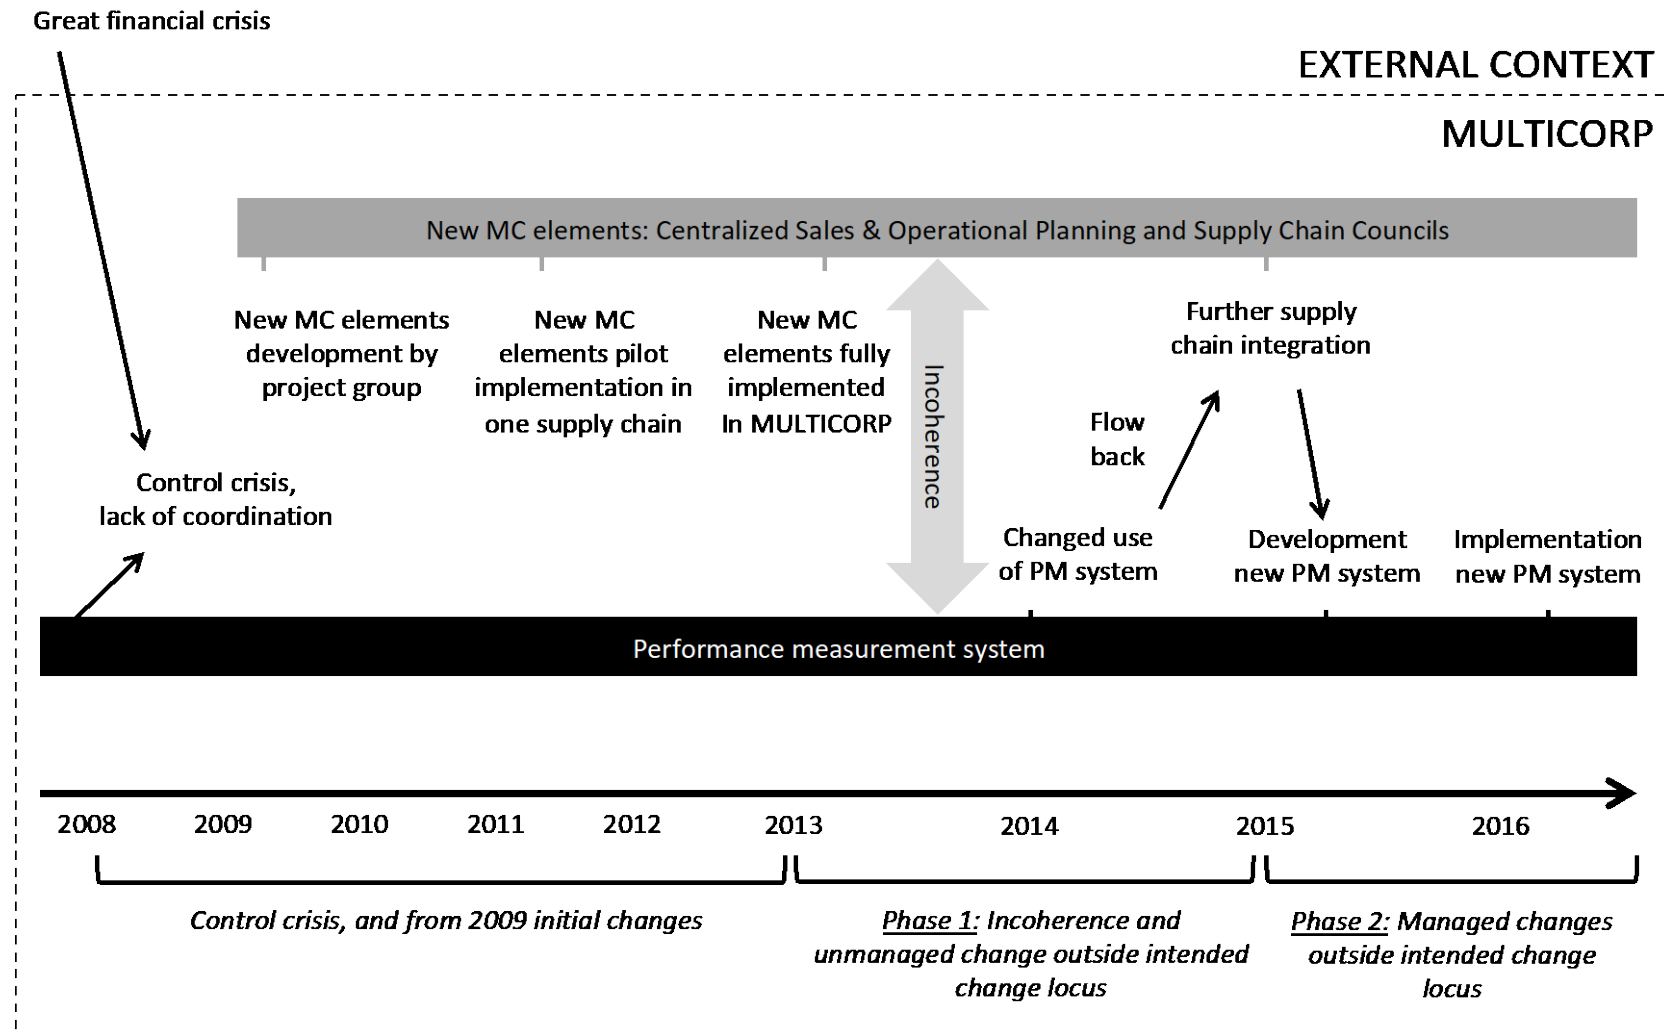 Great financial crisis
EXTERNAL CONTEXT
MULTICORP
New MC elements: Centralized Sales & Operational Planning and Supply Chain Councils
New MC elements
development by
project group
New MC
elements pilot
implementation in
one supply chain
New MC
elements fully
implemented
In MULTICORP
Incoherence
Further supply
chain integration
Flow
back
Control crisis,
lack of coordination
Changed use
of PM system
Development
new PM system
Implementation
new PM system
Performance measurement system
2008
2009
2010
2011
2012
2013
2014
2015
2016
Control crisis, and from 2009 initial changes
Phase 1: Incoherence and
unmanaged change outside intended
change locus
Phase 2: Managed changes
outside intended change
locus